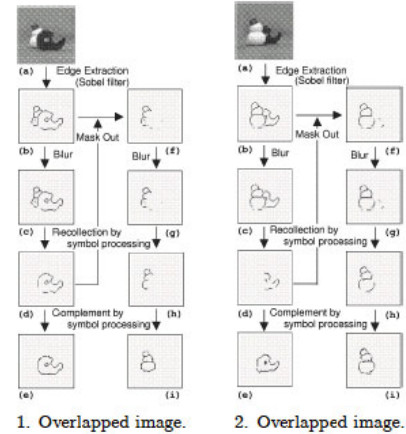 (a)
Edge Extraction
(Sobel filter)
Mask Out
(b)
Blur
Blur
(f)
(c)
Recollection by
symbol processing
(g)
(d)
Complement by
symbol processing
(h)
(e)
(i)
1. Overlapped image.
(a)
Edge Extraction
(Sobel filter)
Mask Out
(b)
Blur
Blur
(f)
(c)
Recollection by
symbol processing
(g)
(d)
Complement by
symbol processing
(h)
(e)
(i)
2. Overlapped image.